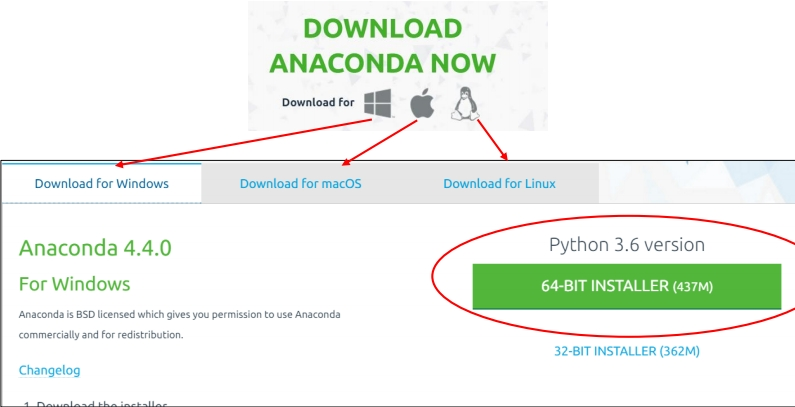 DOWNLOAD
ANACONDA NOW
Download for
Download for Windows
Download for macOS
Download for Linux
Anaconda 4.4.0
For Windows
Anaconda is BSD licensed which gives you permission to use Anaconda
commercially and for redistribution.
Changelog
1. Download the installer
Python 3.6 version
64-BIT INSTALLER (437M)
32-BIT INSTALLER (362M)